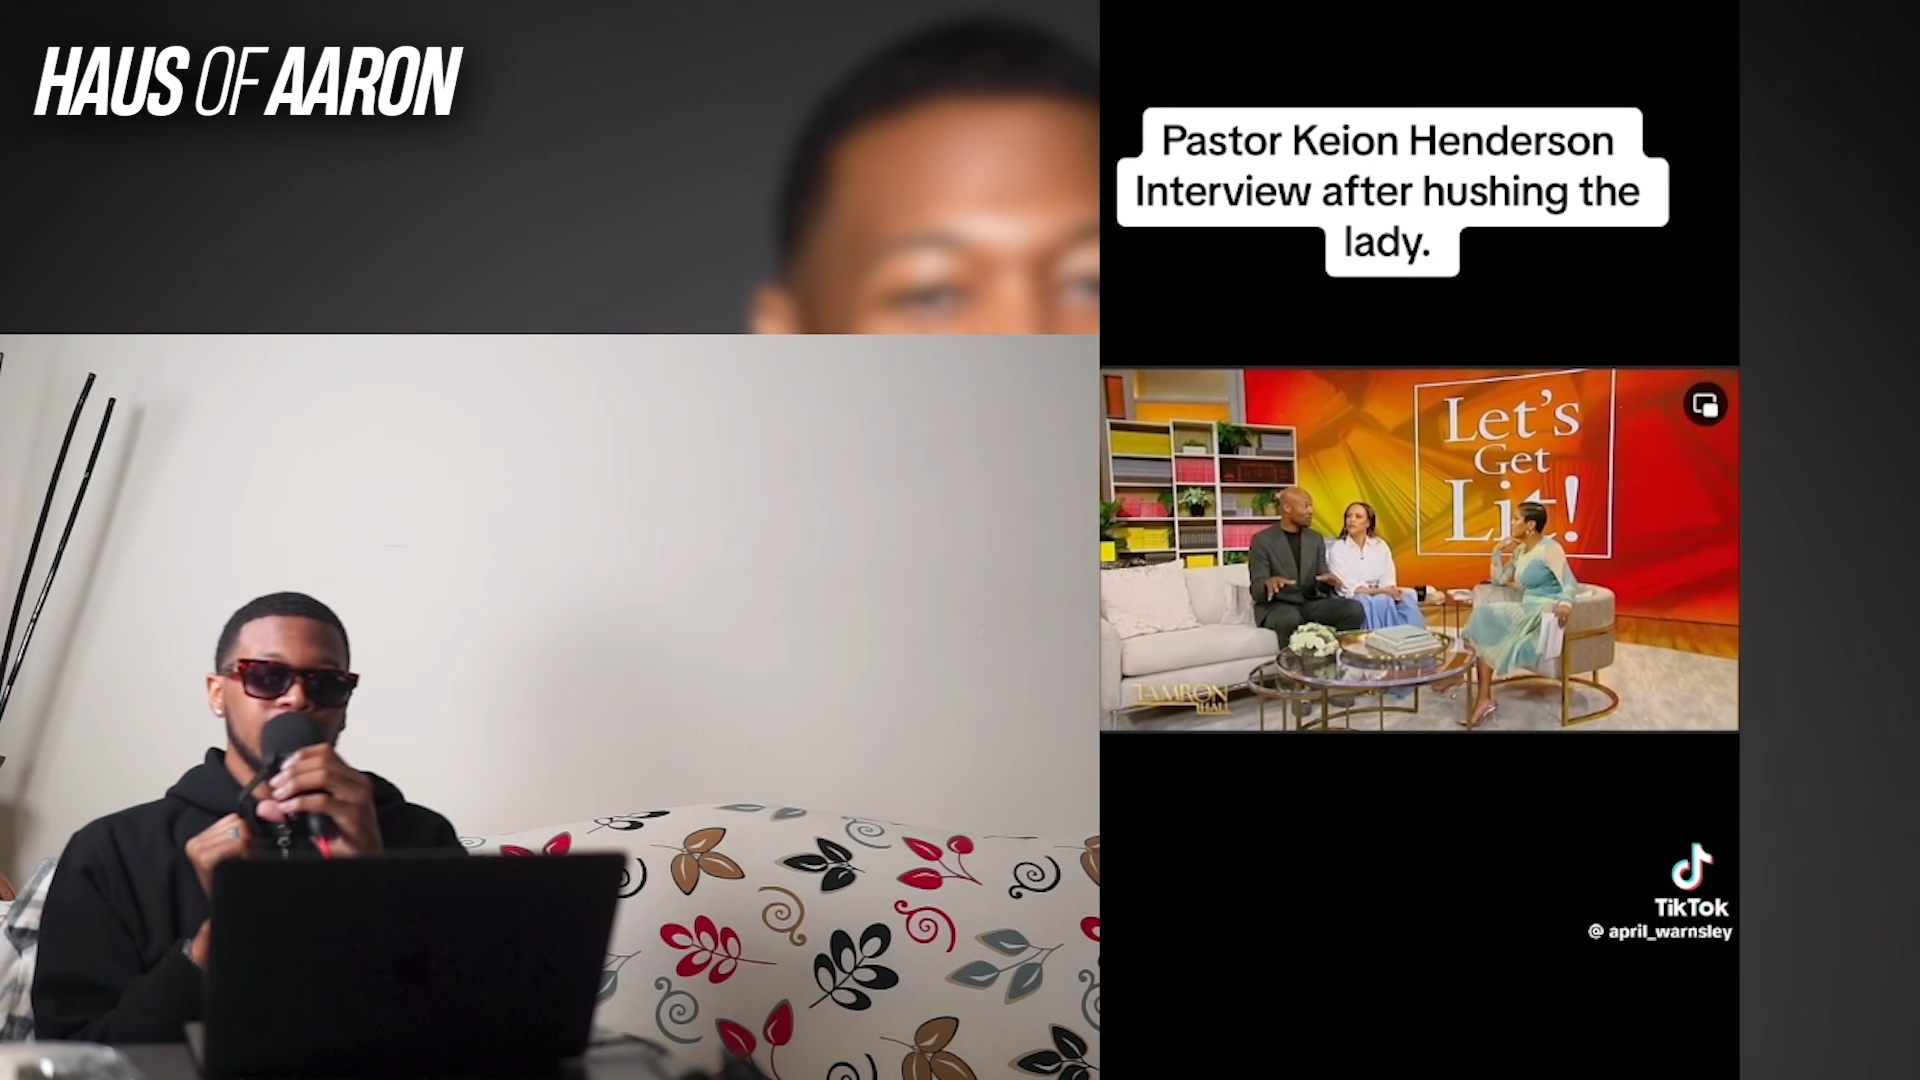 HAUS OF AARON
Pastor Keion Henderson
Interview after hushing the
lady.
Let's
Get
Lit!
TAMRON
HALL
TikTok
@ april_warnsley